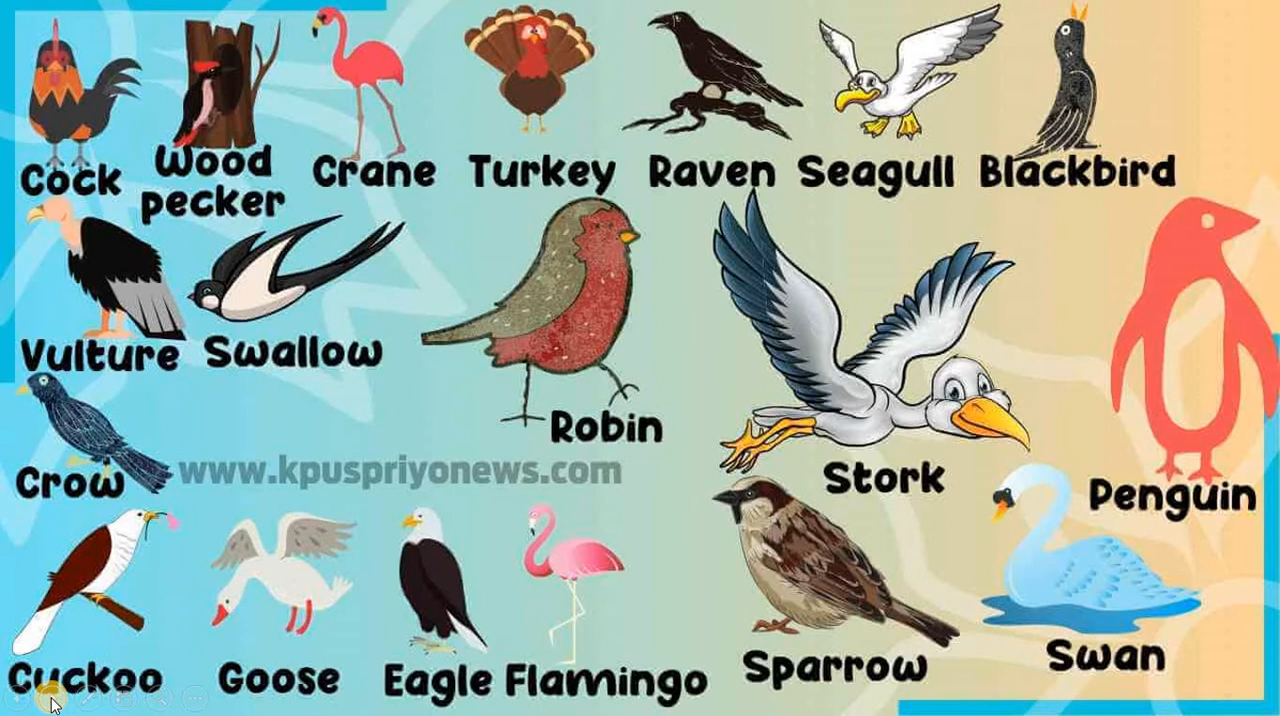 Cock
Wood
pecker
Crane
Turkey
Raven
Seagull
Blackbird
Vulture
Swallow
Robin
Stork
Penguin
Crow
www.kpuspriyonews.com
Cuckoo
Goose
Eagle
Flamingo
Sparrow
Swan